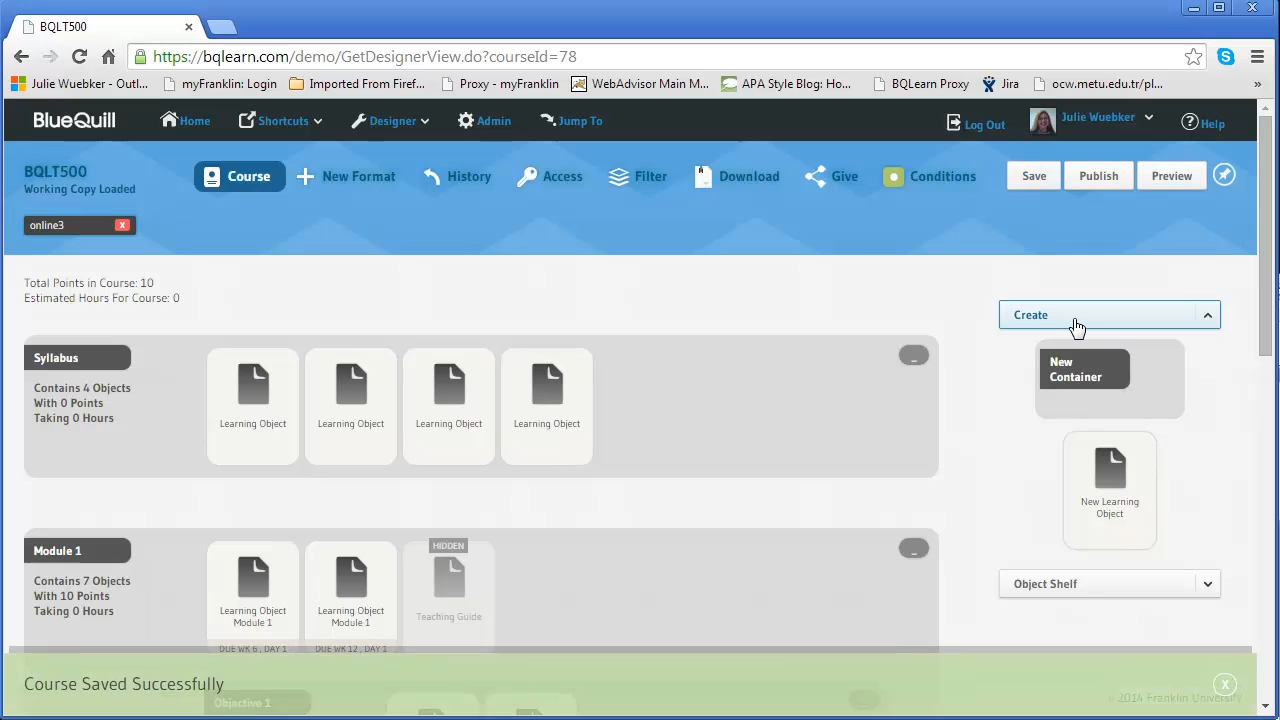 BQLT500
https://bqlearn.com/demo/GetDesignerView.do?courseId=78
Julie Wuebker - Outl... myFranklin: Login Imported From Firef... Proxy - myFranklin WebAdvisor Main M... APA Style Blog: Ho... BQLearn Proxy Jira ocw.metu.edu.tr/pl... »
BlueQuill Home Shortcuts Designer Admin Jump To Log Out Julie Wuebker Help
BQLT500
Working Copy Loaded
Course New Format History Access Filter Download Give Conditions Save Publish Preview
online3 x
Total Points in Course: 10
Estimated Hours For Course: 0
Create
Syllabus
Contains 4 Objects
With 0 Points
Taking 0 Hours
Learning Object Learning Object Learning Object Learning Object
New
Container
New Learning
Object
Module 1
Contains 7 Objects
With 10 Points
Taking 0 Hours
Learning Object
Module 1
DUE WK 6 , DAY 1
Learning Object
Module 1
DUE WK 12 , DAY 1
HIDDEN
Teaching Guide
Object Shelf
Course Saved Successfully
X
Objective 1
© 2014 Franklin University